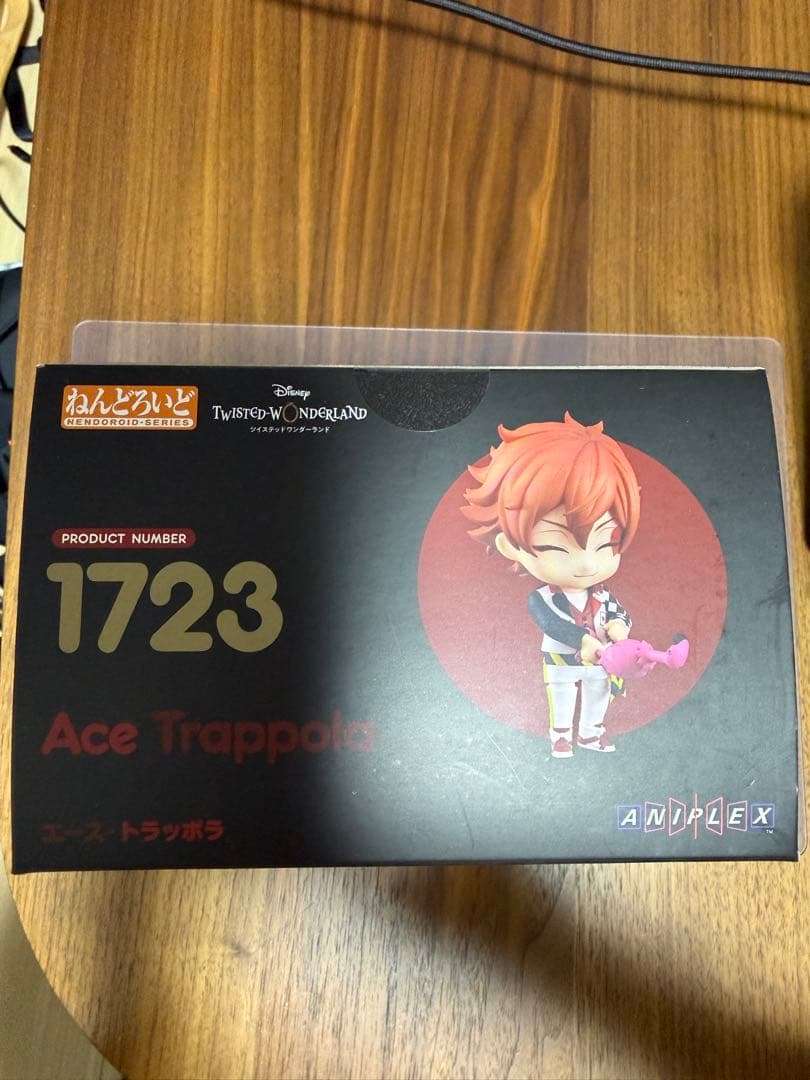 ねんどろいど
NENDOROID•SERIES
Disney
TWISTED-WONDERLAND
ツイステッドワンダーランド
PRODUCT NUMBER
1723
Ace Trappola
エース・トラッポラ
ANIPLEX
™